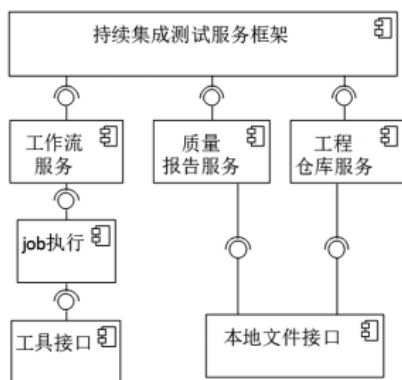 持续集成测试服务框架
工作流
服务
质量
报告服务
工程
仓库服务
job执行
工具接口
本地文件接口